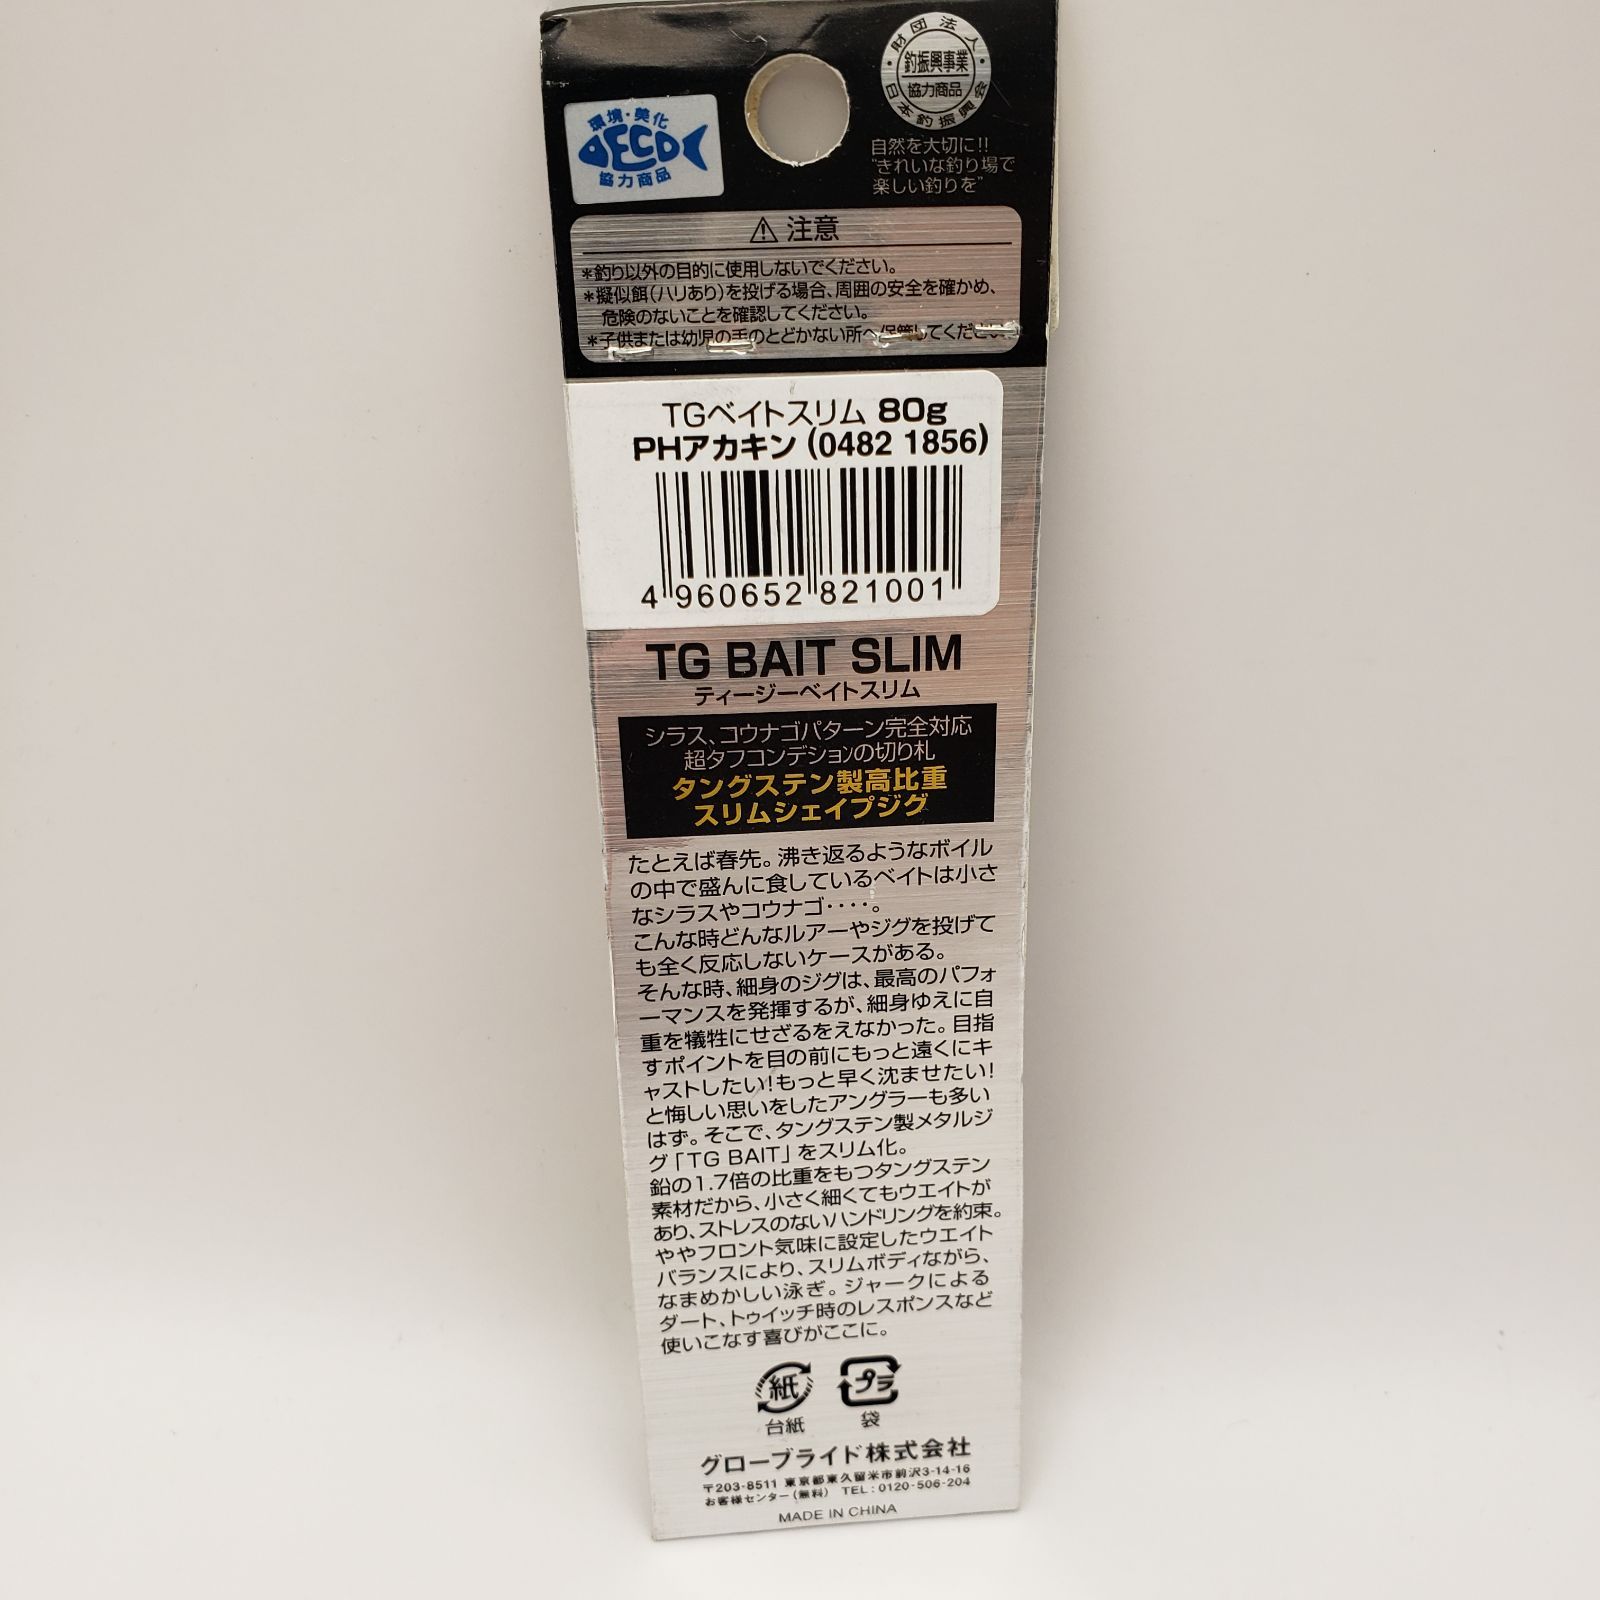 環境・美化
ECO
協力商品
財団法人
釣振興事業
協力商品
日本釣振興会
自然を大切に!!
"きれいな釣り場で
楽しい釣りを"
⚠ 注意
*釣り以外の目的に使用しないでください。
*擬似餌(ハリあり)を投げる場合、周囲の安全を確かめ、
危険のないことを確認してください。
*子供または幼児の手のとどかない所へ保管してください。
TGベイトスリム 80g
PHアカキン (0482 1856)
4 960652 821001
TG BAIT SLIM
ティージーベイトスリム
シラス、コウナゴパターン完全対応
超タフコンデションの切り札
タングステン製高比重
スリムシェイプジグ
たとえば春先。沸き返るようなボイル
の中で盛んに食しているベイトは小さ
なシラスやコウナゴ・・・・。
こんな時どんなルアーやジグを投げて
も全く反応しないケースがある。
そんな時、細身のジグは、最高のパフォ
ーマンスを発揮するが、細身ゆえに自
重を犠牲にせざるをえなかった。目指
すポイントを目の前にもっと遠くにキ
ャストしたい!もっと早く沈ませたい!
と悔しい思いをしたアングラーも多い
はず。そこで、タングステン製メタルジ
グ「TG BAIT」をスリム化。
鉛の1.7倍の比重をもつタングステン
素材だから、小さく細くてもウエイトが
あり、ストレスのないハンドリングを約束。
ややフロント気味に設定したウエイト
バランスにより、スリムボディながら、
なまめかしい泳ぎ。ジャークによる
ダート、トゥイッチ時のレスポンスなど
使いこなす喜びがここに。
紙 プラ
台紙 袋
グローブライド株式会社
〒203-8511 東京都東久留米市前沢3-14-16
お客様センター(無料) TEL:0120-506-204
MADE IN CHINA